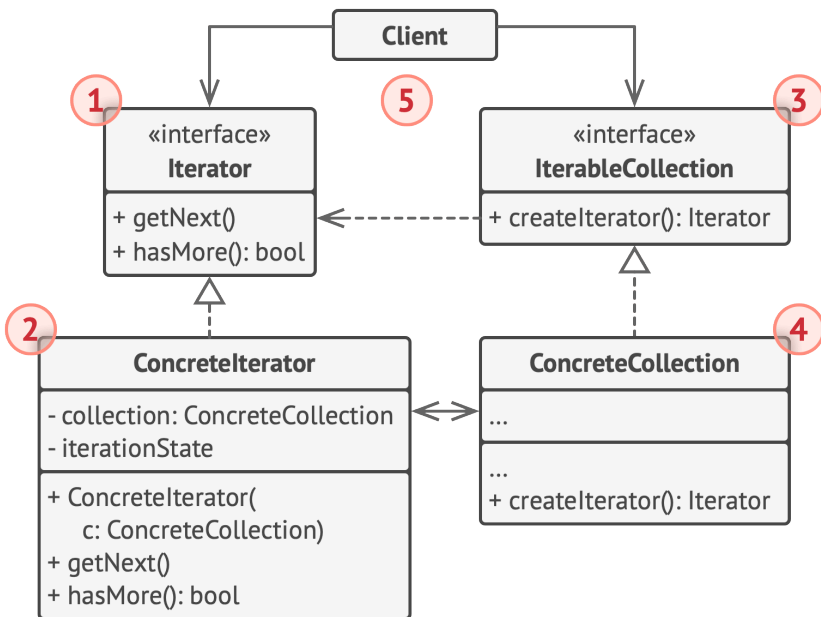 Client
1
5
3
«interface»
Iterator
+ getNext()
+ hasMore(): bool
«interface»
IterableCollection
+ createIterator(): Iterator
2
ConcreteIterator
- collection: ConcreteCollection
- iterationState
+ ConcreteIterator(
c: ConcreteCollection)
+ getNext()
+ hasMore(): bool
4
ConcreteCollection
...
...
+ createIterator(): Iterator